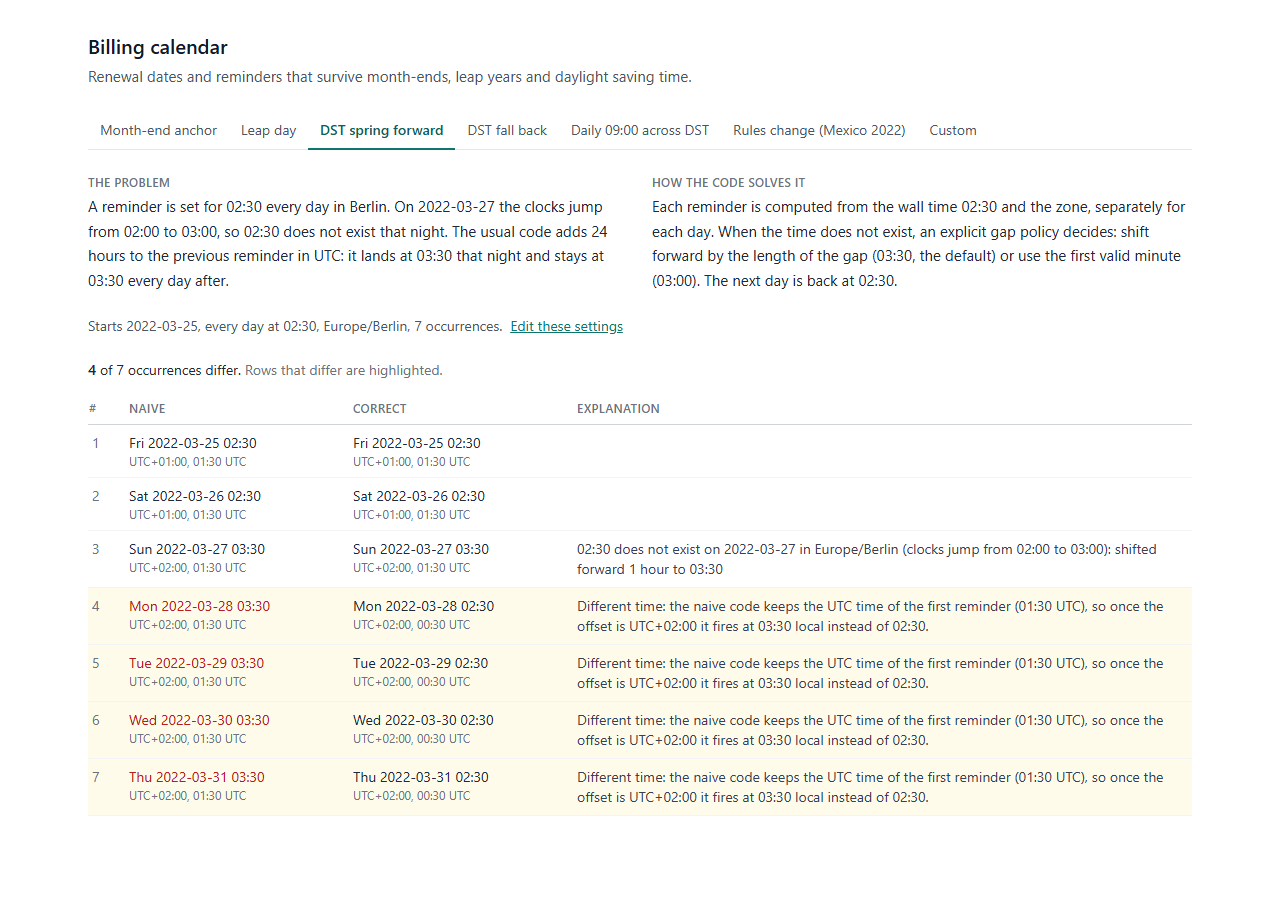 Billing calendar
Renewal dates and reminders that survive month-ends, leap years and daylight saving time.
Month-end anchor Leap day DST spring forward DST fall back Daily 09:00 across DST Rules change (Mexico 2022) Custom
THE PROBLEM
A reminder is set for 02:30 every day in Berlin. On 2022-03-27 the clocks jump
from 02:00 to 03:00, so 02:30 does not exist that night. The usual code adds 24
hours to the previous reminder in UTC: it lands at 03:30 that night and stays at
03:30 every day after.
HOW THE CODE SOLVES IT
Each reminder is computed from the wall time 02:30 and the zone, separately for
each day. When the time does not exist, an explicit gap policy decides: shift
forward by the length of the gap (03:30, the default) or use the first valid minute
(03:00). The next day is back at 02:30.
Starts 2022-03-25, every day at 02:30, Europe/Berlin, 7 occurrences. Edit these settings
4 of 7 occurrences differ. Rows that differ are highlighted.
# NAIVE CORRECT EXPLANATION
1 Fri 2022-03-25 02:30 Fri 2022-03-25 02:30
UTC+01:00, 01:30 UTC UTC+01:00, 01:30 UTC
2 Sat 2022-03-26 02:30 Sat 2022-03-26 02:30
UTC+01:00, 01:30 UTC UTC+01:00, 01:30 UTC
3 Sun 2022-03-27 03:30 Sun 2022-03-27 03:30 02:30 does not exist on 2022-03-27 in Europe/Berlin (clocks jump from 02:00 to 03:00): shifted
UTC+02:00, 01:30 UTC UTC+02:00, 01:30 UTC forward 1 hour to 03:30
4 Mon 2022-03-28 03:30 Mon 2022-03-28 02:30 Different time: the naive code keeps the UTC time of the first reminder (01:30 UTC), so once the
UTC+02:00, 01:30 UTC UTC+02:00, 00:30 UTC offset is UTC+02:00 it fires at 03:30 local instead of 02:30.
5 Tue 2022-03-29 03:30 Tue 2022-03-29 02:30 Different time: the naive code keeps the UTC time of the first reminder (01:30 UTC), so once the
UTC+02:00, 01:30 UTC UTC+02:00, 00:30 UTC offset is UTC+02:00 it fires at 03:30 local instead of 02:30.
6 Wed 2022-03-30 03:30 Wed 2022-03-30 02:30 Different time: the naive code keeps the UTC time of the first reminder (01:30 UTC), so once the
UTC+02:00, 01:30 UTC UTC+02:00, 00:30 UTC offset is UTC+02:00 it fires at 03:30 local instead of 02:30.
7 Thu 2022-03-31 03:30 Thu 2022-03-31 02:30 Different time: the naive code keeps the UTC time of the first reminder (01:30 UTC), so once the
UTC+02:00, 01:30 UTC UTC+02:00, 00:30 UTC offset is UTC+02:00 it fires at 03:30 local instead of 02:30.